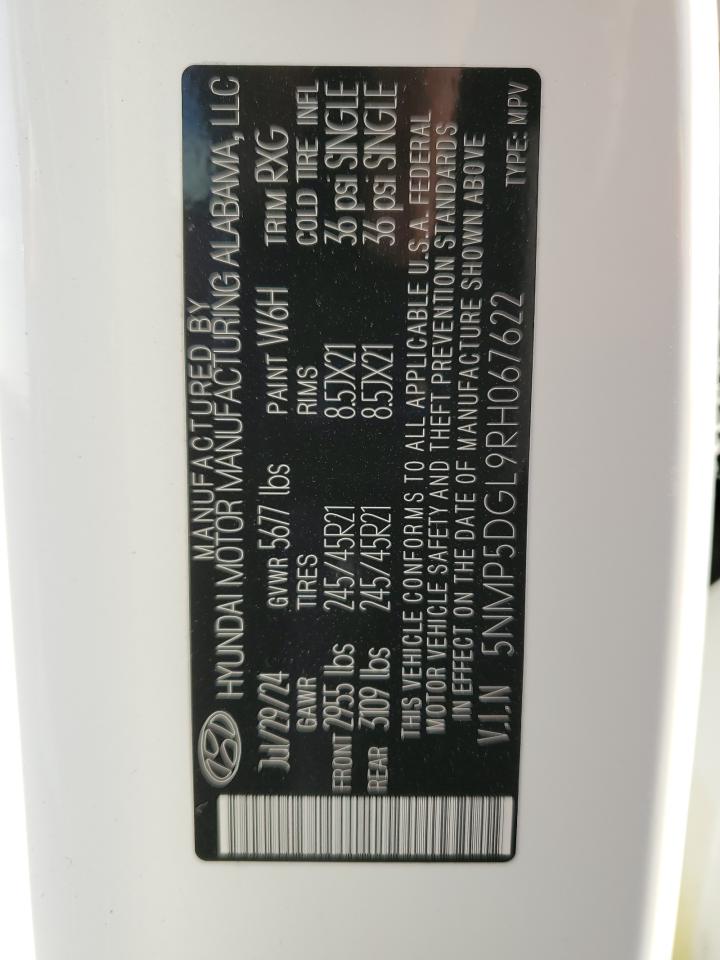 MANUFACTURED BY
HYUNDAI MOTOR MANUFACTURING ALABAMA, LLC
Jul/29/24 GVWR 5677 lbs PAINT W6H TRIM RXG
GAWR TIRES RIMS COLD TIRE INFL
FRONT 2955 lbs 245/45R21 8.5JX21 36 psi SINGLE
REAR 3109 lbs 245/45R21 8.5JX21 36 psi SINGLE
THIS VEHICLE CONFORMS TO ALL APPLICABLE U.S.A. FEDERAL
MOTOR VEHICLE SAFETY AND THEFT PREVENTION STANDARDS
IN EFFECT ON THE DATE OF MANUFACTURE SHOWN ABOVE
V.I.N 5NMP5DGL9RH067622 TYPE: MPV